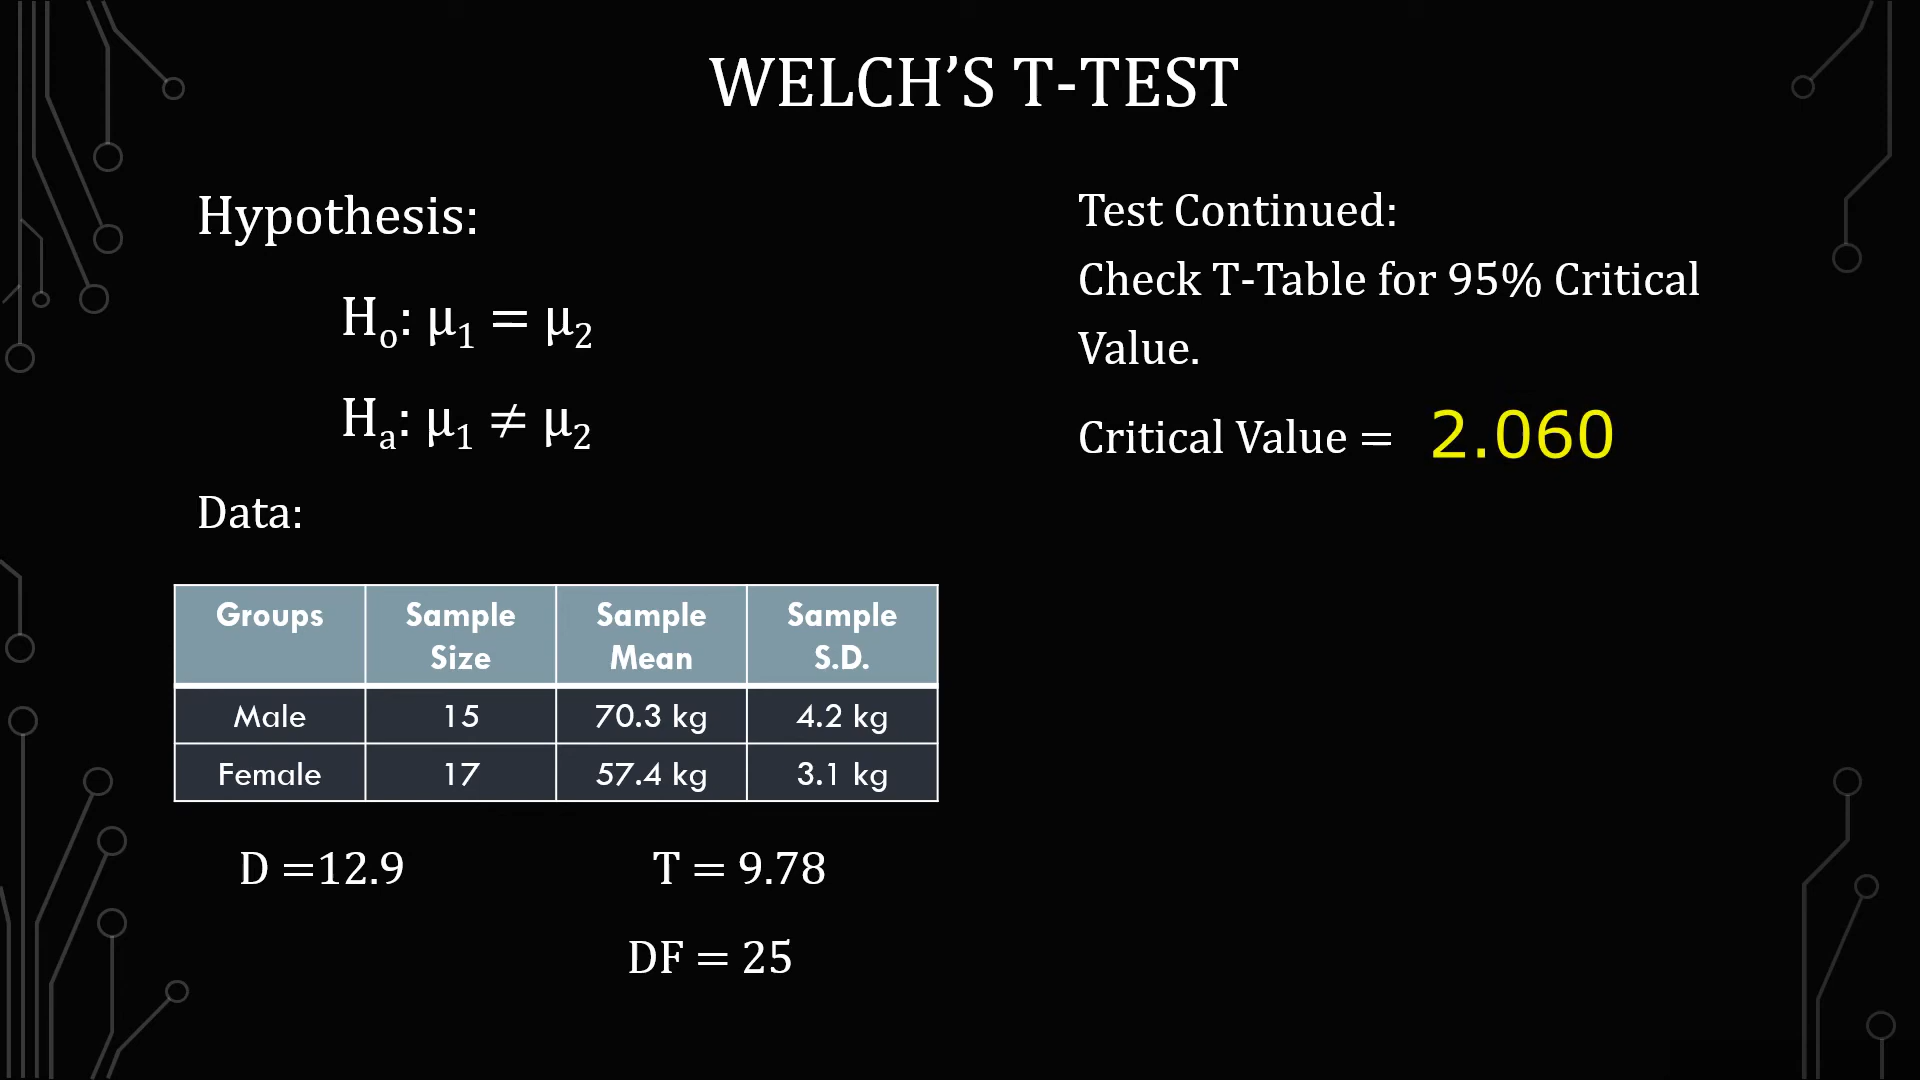 WELCH’S T-TEST
Hypothesis:
Hₒ: μ₁ = μ₂
Hₐ: μ₁ ≠ μ₂
Data:
Groups Sample Size Sample Mean Sample S.D.
Male 15 70.3 kg 4.2 kg
Female 17 57.4 kg 3.1 kg
D =12.9 T = 9.78
DF = 25
Test Continued:
Check T-Table for 95% Critical
Value.
Critical Value = 2.060